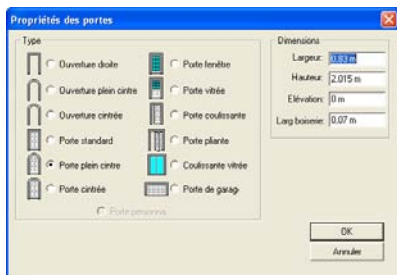 Propriétés des portes
Type
Ouverture droite
Ouverture plein cintre
Ouverture cintrée
Porte standard
Porte plein cintre
Porte cintrée
Porte fenêtre
Porte vitrée
Porte coulissante
Porte pliante
Coulissante vitrée
Porte de garag
Porte personna
Dimensions
Largeur: 0.83 m
Hauteur: 2.015 m
Elévation: 0 m
Larg boiserie: 0.07 m
OK
Annuler